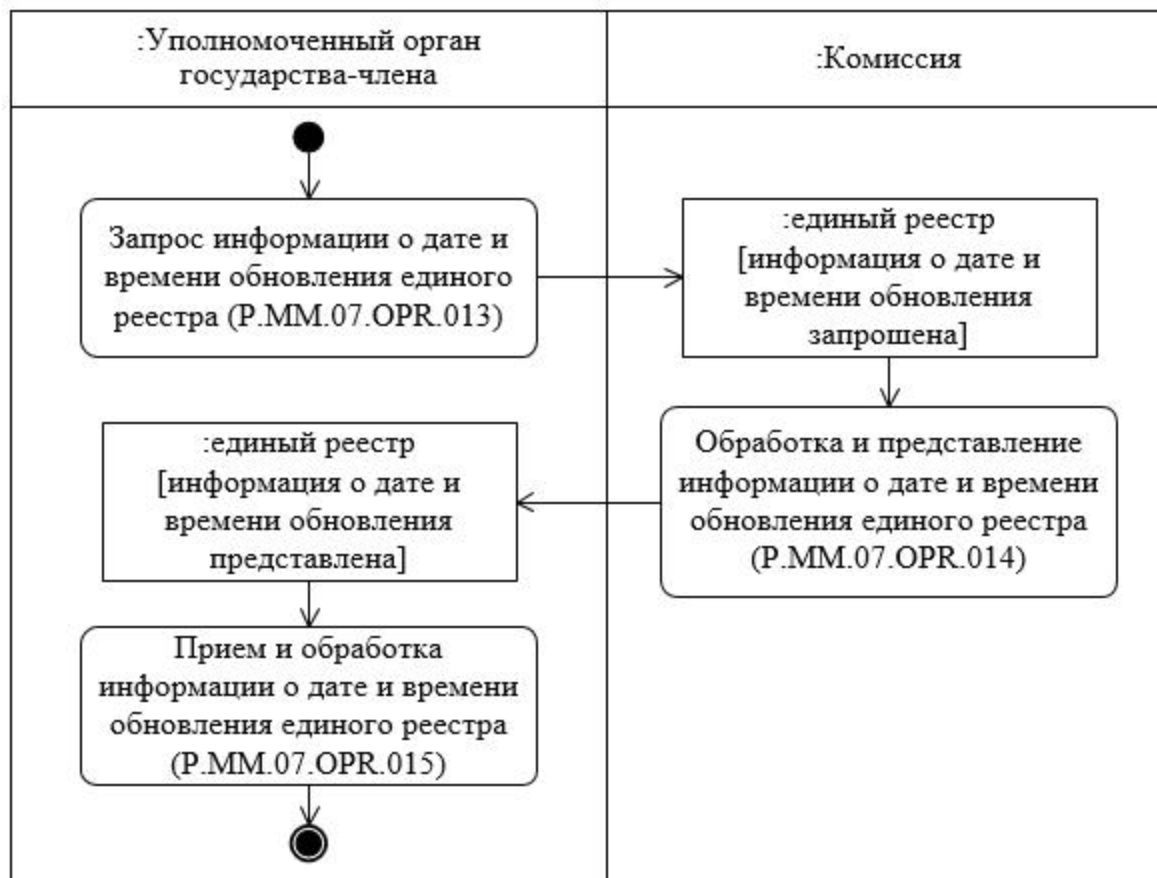 :Уполномоченный орган
государства-члена
:Комиссия
Запрос информации о дате и
времени обновления единого
реестра (P.MM.07.OPR.013)
:единый реестр
[информация о дате и
времени обновления
запрошена]
Обработка и представление
информации о дате и времени
обновления единого реестра
(P.MM.07.OPR.014)
:единый реестр
[информация о дате и
времени обновления
представлена]
Прием и обработка
информации о дате и времени
обновления единого реестра
(P.MM.07.OPR.015)